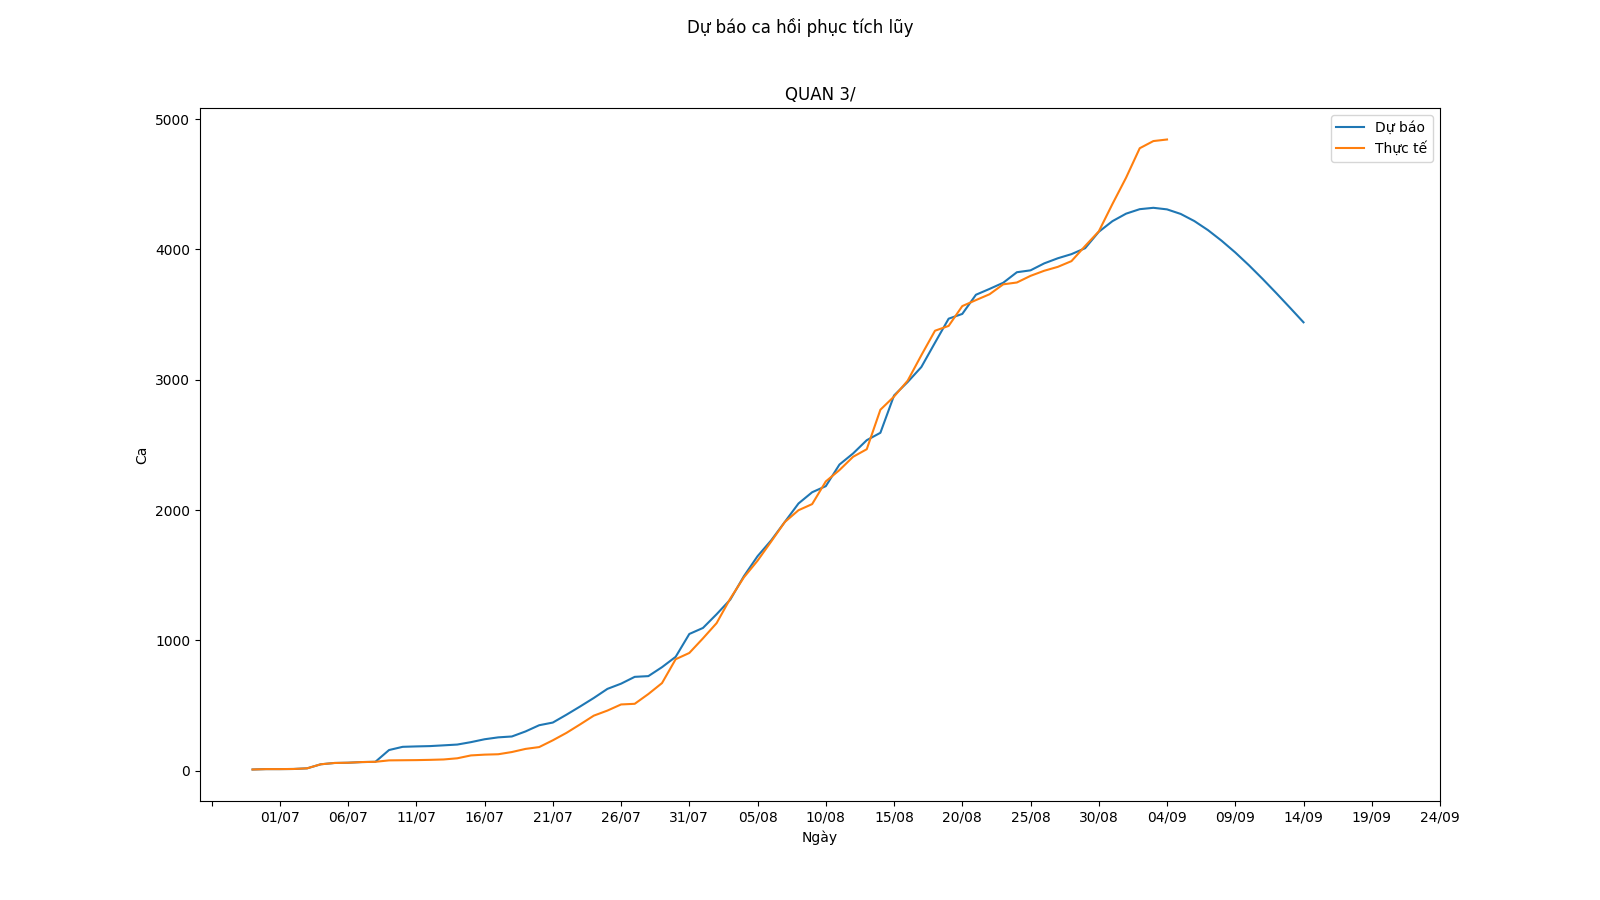 Dự báo ca hồi phục tích lũy
QUAN 3/
Dự báo
Thực tế
5000
4000
3000
2000
1000
0
Ca
01/07 06/07 11/07 16/07 21/07 26/07 31/07 05/08 10/08 15/08 20/08 25/08 30/08 04/09 09/09 14/09 19/09 24/09
Ngày